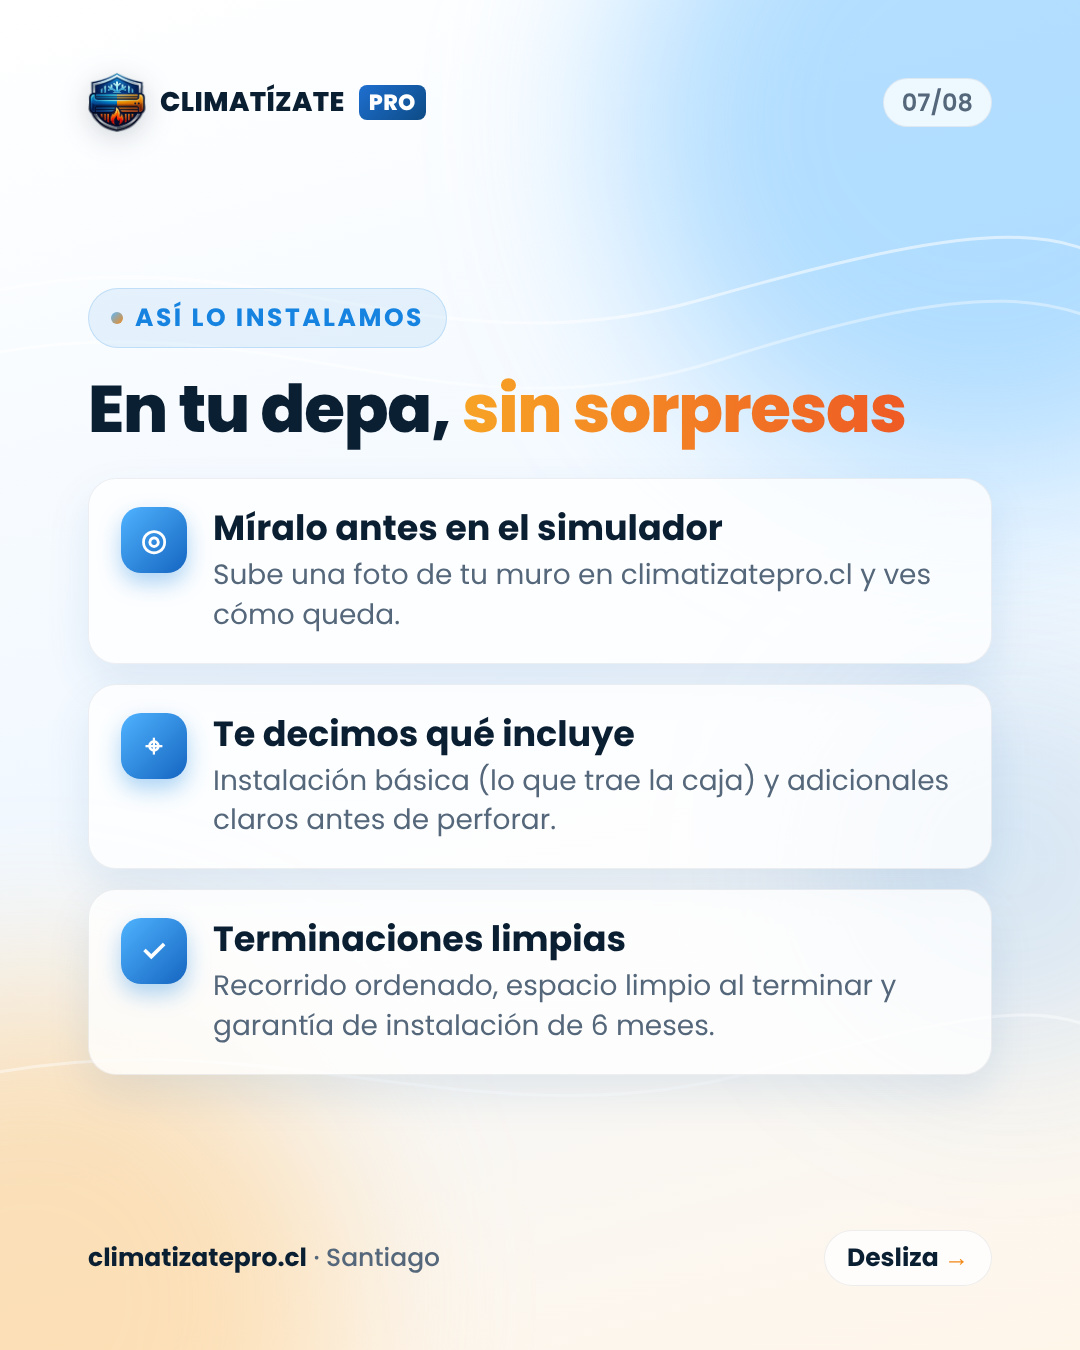 CLIMATÍZATE PRO
07/08
ASÍ LO INSTALAMOS
En tu depa, sin sorpresas
Míralo antes en el simulador
Sube una foto de tu muro en climatizatepro.cl y ves
cómo queda.
Te decimos qué incluye
Instalación básica (lo que trae la caja) y adicionales
claros antes de perforar.
Terminaciones limpias
Recorrido ordenado, espacio limpio al terminar y
garantía de instalación de 6 meses.
climatizatepro.cl · Santiago
Desliza →